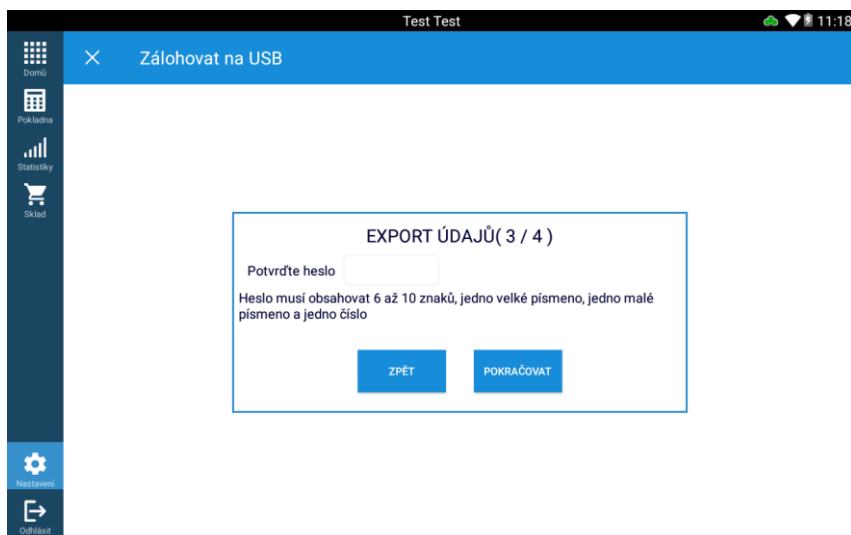 Test Test
11:18
Domů
Zálohovat na USB
Pokladna
Statistiky
Sklad
EXPORT ÚDAJŮ( 3 / 4 )
Potvrďte heslo
Heslo musí obsahovat 6 až 10 znaků, jedno velké písmeno, jedno malé
písmeno a jedno číslo
ZPĚT
POKRAČOVAT
Nastavení
Odhlásit